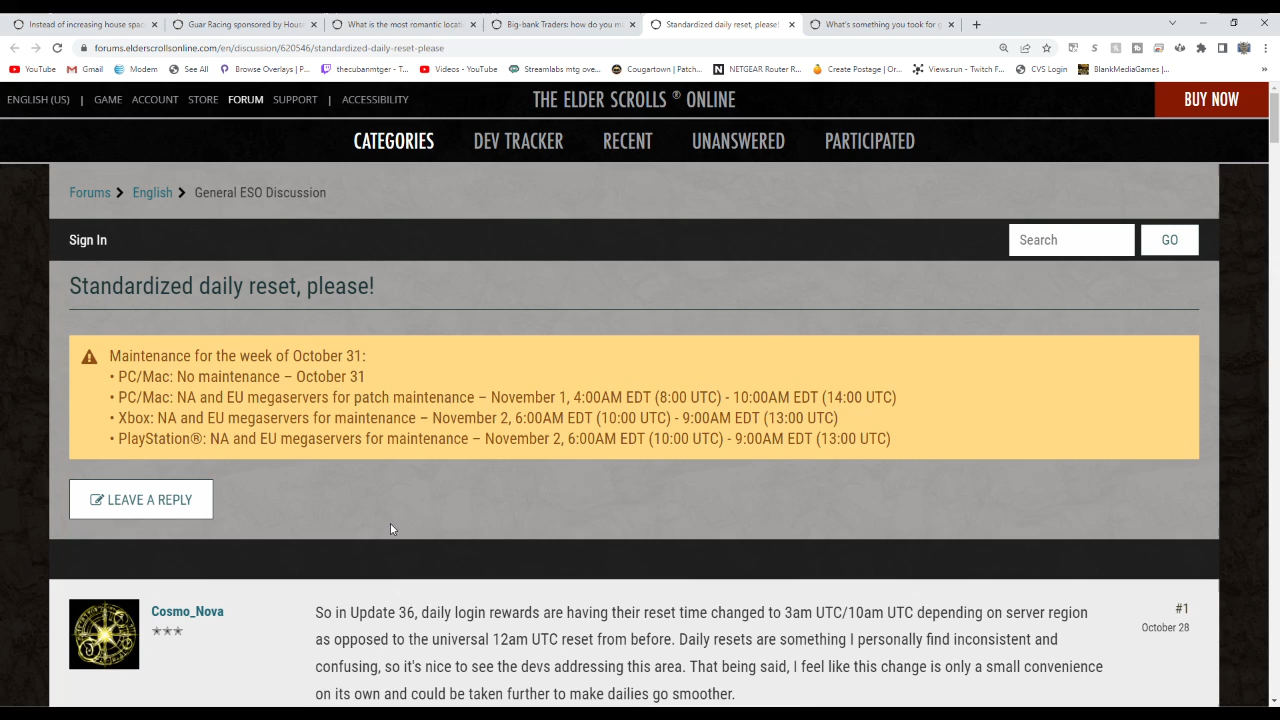 Instead of increasing house spac
Guar Racing sponsored by House
What is the most romantic locati
Big-bank Traders: how do you m
Standardized daily reset, please!
What's something you took for g
forums.elderscrollsonline.com/en/discussion/620546/standardized-daily-reset-please
YouTube
Gmail
Modem
See All
Browse Overlays | P...
thecubanmtger - T...
Videos - YouTube
Streamlabs mtg ove...
Cougartown | Patch...
NETGEAR Router R...
Create Postage | Or...
Views.run - Twitch F...
CVS Login
BlankMediaGames |...
»
ENGLISH (US) | GAME ACCOUNT STORE FORUM SUPPORT | ACCESSIBILITY
THE ELDER SCROLLS ® ONLINE
BUY NOW
CATEGORIES DEV TRACKER RECENT UNANSWERED PARTICIPATED
Forums English General ESO Discussion
Sign In
Search
GO
Standardized daily reset, please!
Maintenance for the week of October 31:
• PC/Mac: No maintenance – October 31
• PC/Mac: NA and EU megaservers for patch maintenance – November 1, 4:00AM EDT (8:00 UTC) - 10:00AM EDT (14:00 UTC)
• Xbox: NA and EU megaservers for maintenance – November 2, 6:00AM EDT (10:00 UTC) - 9:00AM EDT (13:00 UTC)
• PlayStation®: NA and EU megaservers for maintenance – November 2, 6:00AM EDT (10:00 UTC) - 9:00AM EDT (13:00 UTC)
LEAVE A REPLY
Cosmo_Nova
So in Update 36, daily login rewards are having their reset time changed to 3am UTC/10am UTC depending on server region
as opposed to the universal 12am UTC reset from before. Daily resets are something I personally find inconsistent and
confusing, so it's nice to see the devs addressing this area. That being said, I feel like this change is only a small convenience
on its own and could be taken further to make dailies go smoother.
#1
October 28